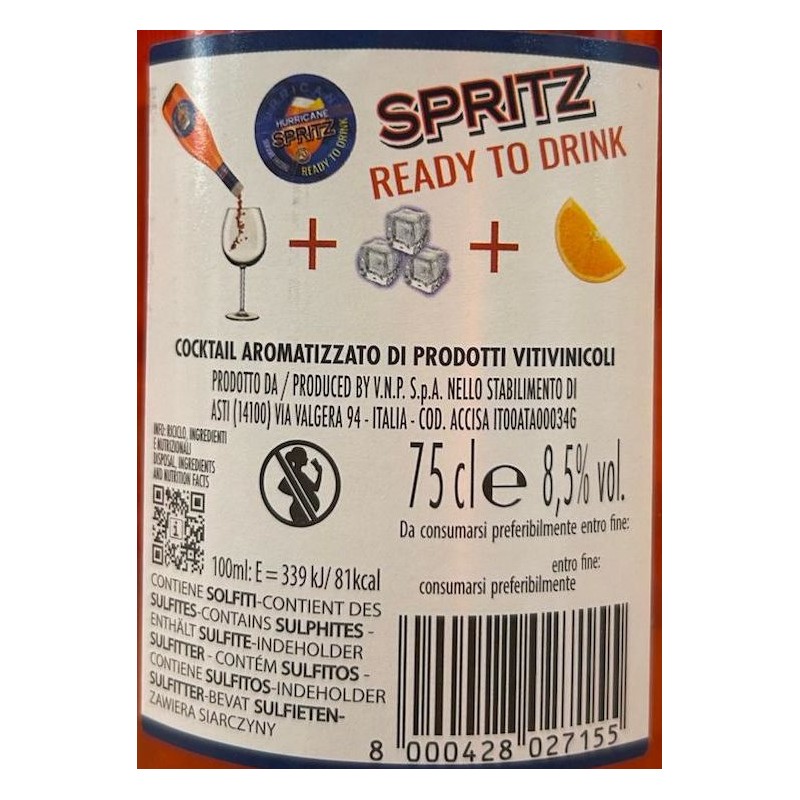 HURRICANE
HURRICANE
SPRITZ
READY TO DRINK
SPRITZ
READY TO DRINK
+ +
COCKTAIL AROMATIZZATO DI PRODOTTI VITIVINICOLI
PRODOTTO DA / PRODUCED BY V.N.P. S.p.A. NELLO STABILIMENTO DI
ASTI (14100) VIA VALGERA 94 - ITALIA - COD. ACCISA IT00ATA00034G
INFO: RICICLO, INGREDIENTI
E NUTRIZIONALI
DISPOSAL, INGREDIENTS
AND NUTRITION FACTS
i
75 cl e 8,5% vol.
Da consumarsi preferibilmente entro fine:
entro fine:
consumarsi preferibilmente
100ml: E = 339 kJ/ 81kcal
CONTIENE SOLFITI-CONTIENT DES
SULFITES-CONTAINS SULPHITES -
ENTHÄLT SULFITE-INDEHOLDER
SULFITTER - CONTÉM SULFITOS -
CONTIENE SULFITOS-INDEHOLDER
SULFITTER-BEVAT SULFIETEN-
ZAWIERA SIARCZYNY
8 000428 027155